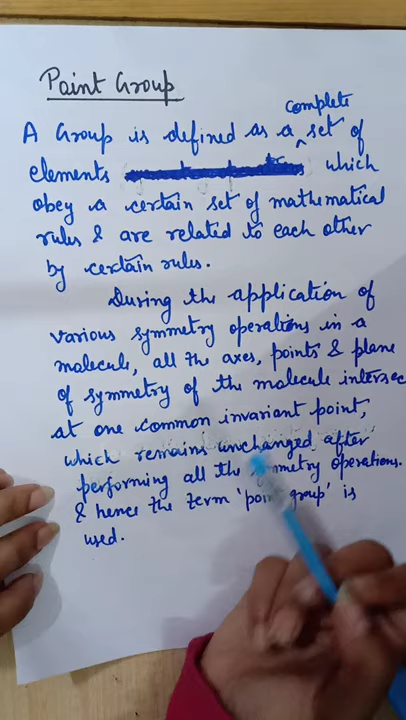 Point Group
A Group is defined as a complete set of
elements which
obey a certain set of mathematical
rules & are related to each other
by certain rules.
During the application of
various symmetry operations in a
molecule, all the axes, points & plane
of symmetry of the molecule intersec
at one common invariant point,
which remains unchanged after
performing all the symmetry operations.
& hence the term 'point group' is
used.